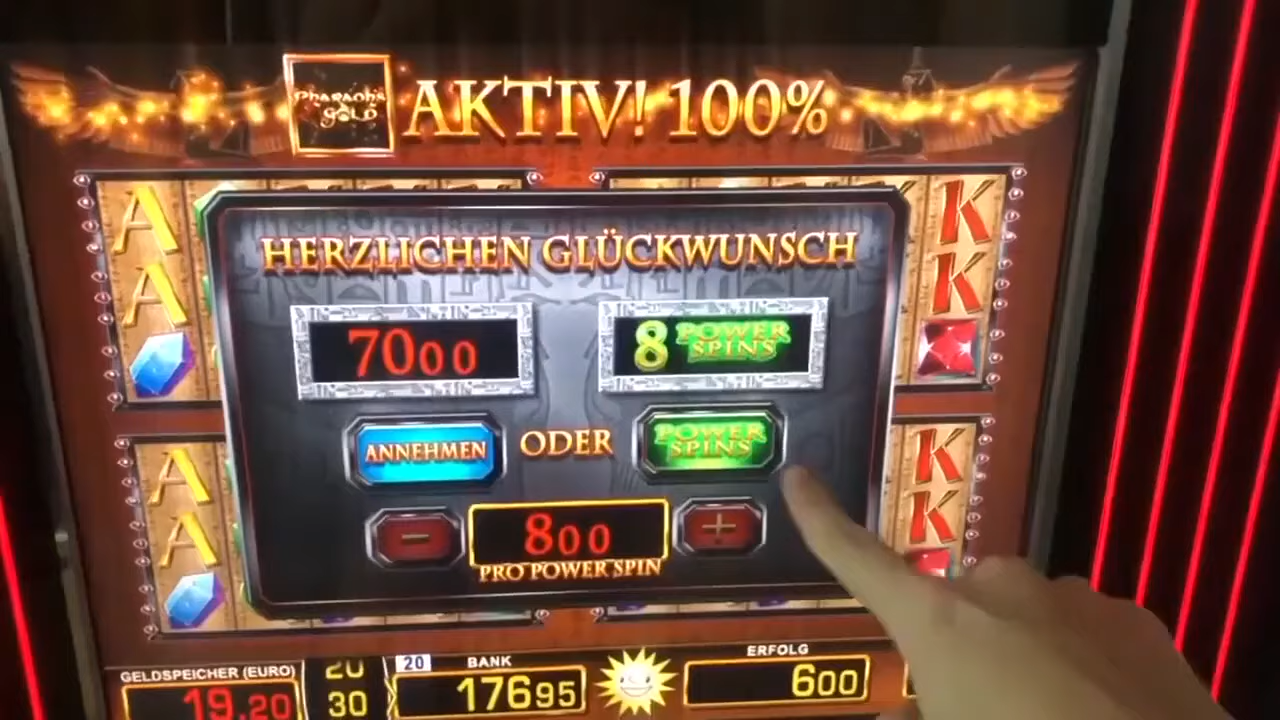 PHARAOH'S
GOLD
AKTIV! 100%
A
A
K
K
HERZLICHEN GLÜCKWUNSCH
7000
8 POWER SPINS
ANNEHMEN
ODER
POWER SPINS
-
800
+
PRO POWER SPIN
A
A
K
K
GELDSPEICHER (EURO)
19.20
20
30
20
BANK
17695
ERFOLG
600